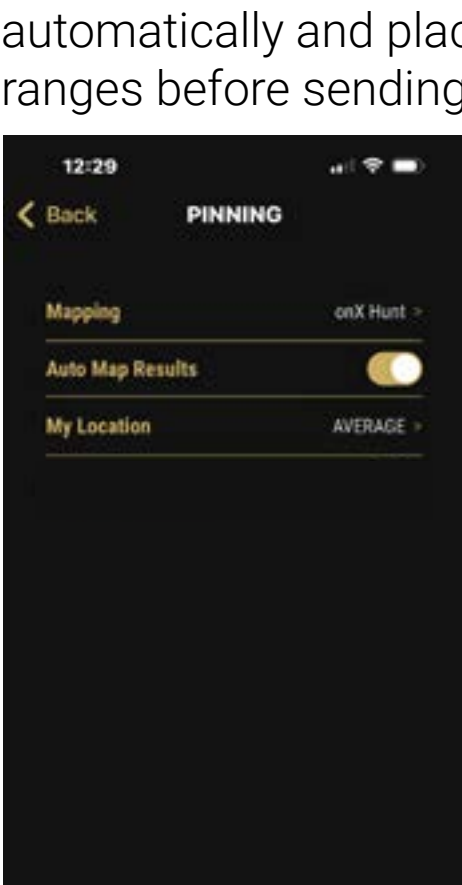 automatically and plac
ranges before sending
12:29
Back PINNING
Mapping onX Hunt >
Auto Map Results
My Location AVERAGE >